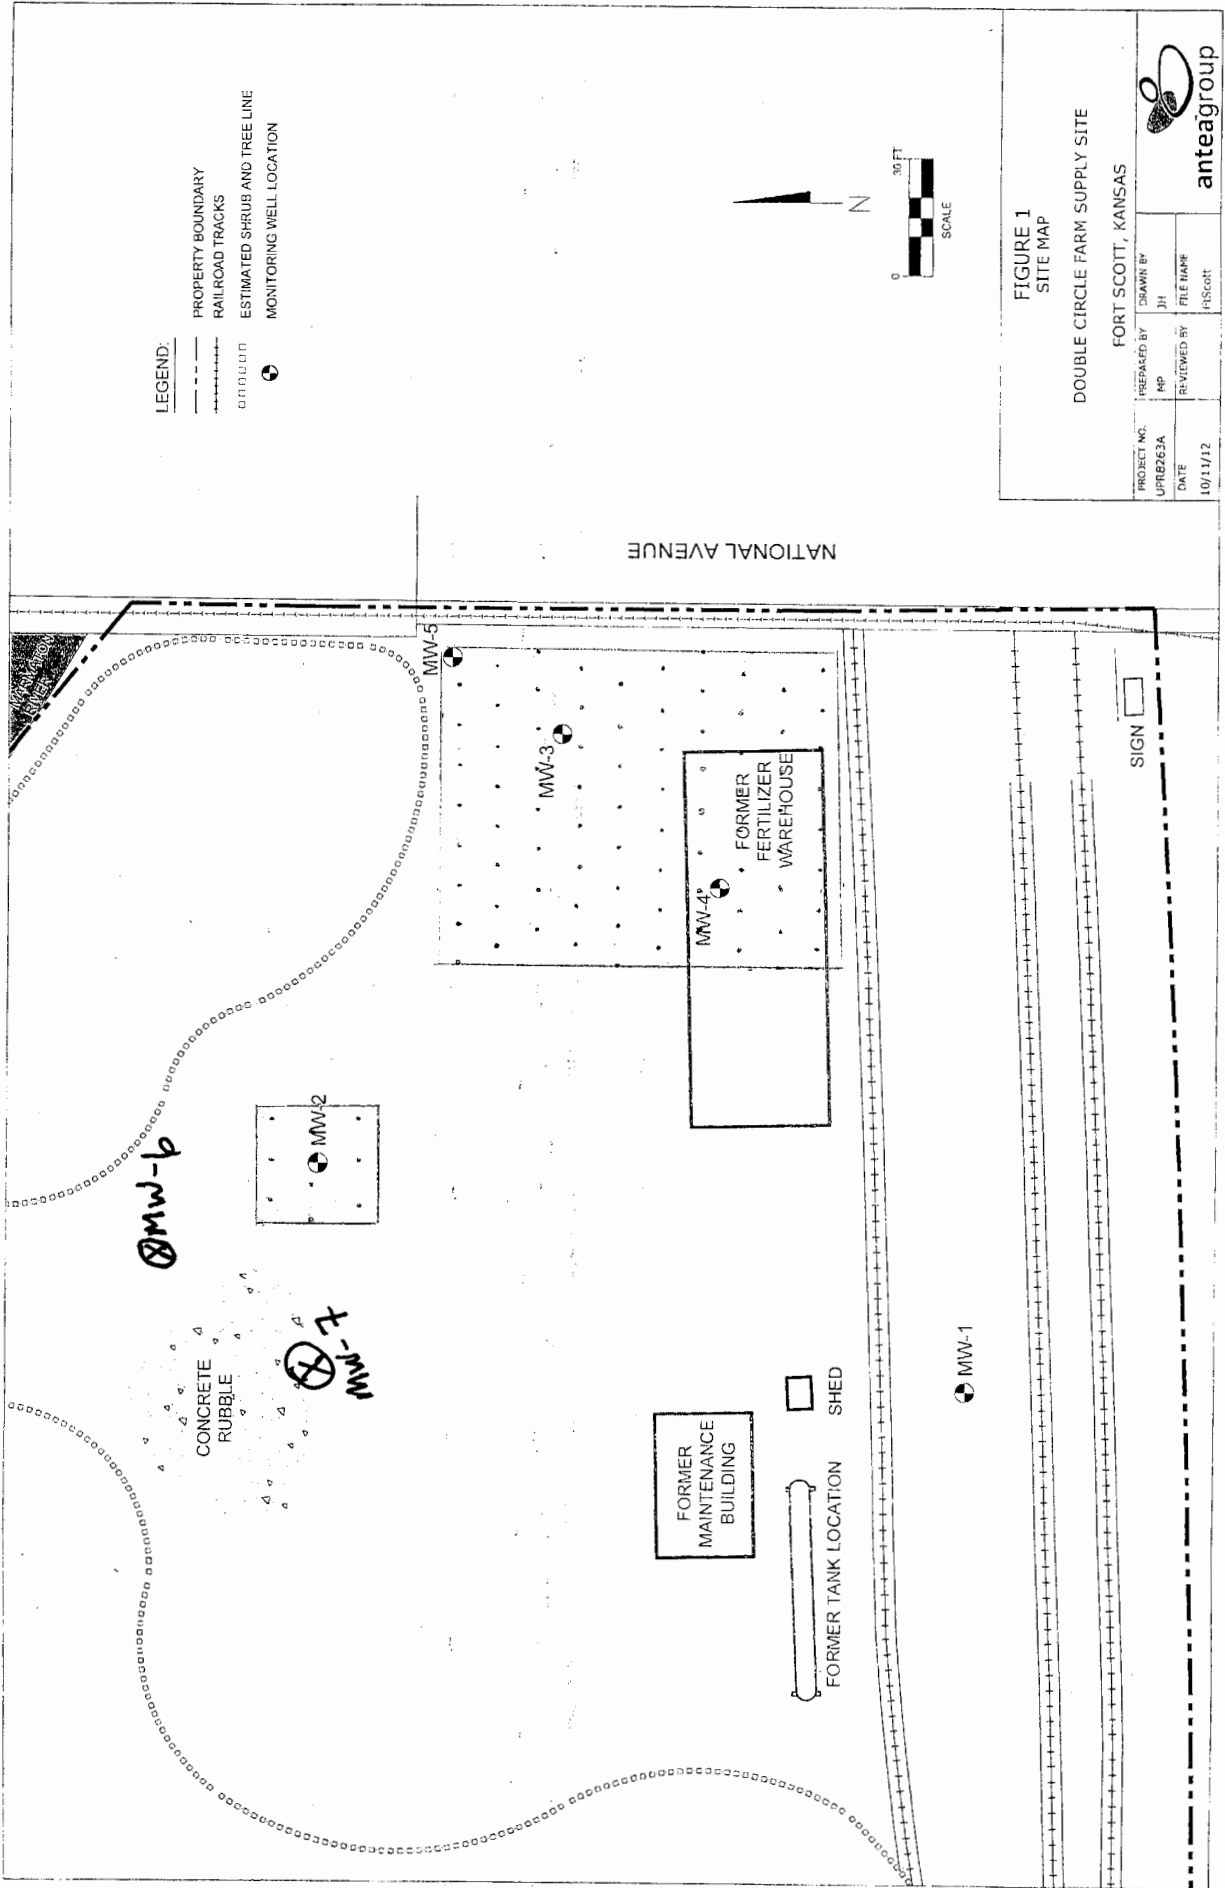 MARMATON
RIVER
MW-6
MW-2
CONCRETE
RUBBLE
MW-7
MW-5
MW-3
MW-4
FORMER
FERTILIZER
WAREHOUSE
FORMER
MAINTENANCE
BUILDING
SHED
FORMER TANK LOCATION
MW-1
SIGN
NATIONAL AVENUE
LEGEND:
PROPERTY BOUNDARY
RAILROAD TRACKS
ESTIMATED SHRUB AND TREE LINE
MONITORING WELL LOCATION
N
0 30 FT
SCALE
FIGURE 1
SITE MAP
DOUBLE CIRCLE FARM SUPPLY SITE
FORT SCOTT, KANSAS
PROJECT NO. PREPARED BY DRAWN BY
UPR8263A MP JH
DATE REVIEWED BY FILE NAME
10/11/12 FtScott
anteagroup